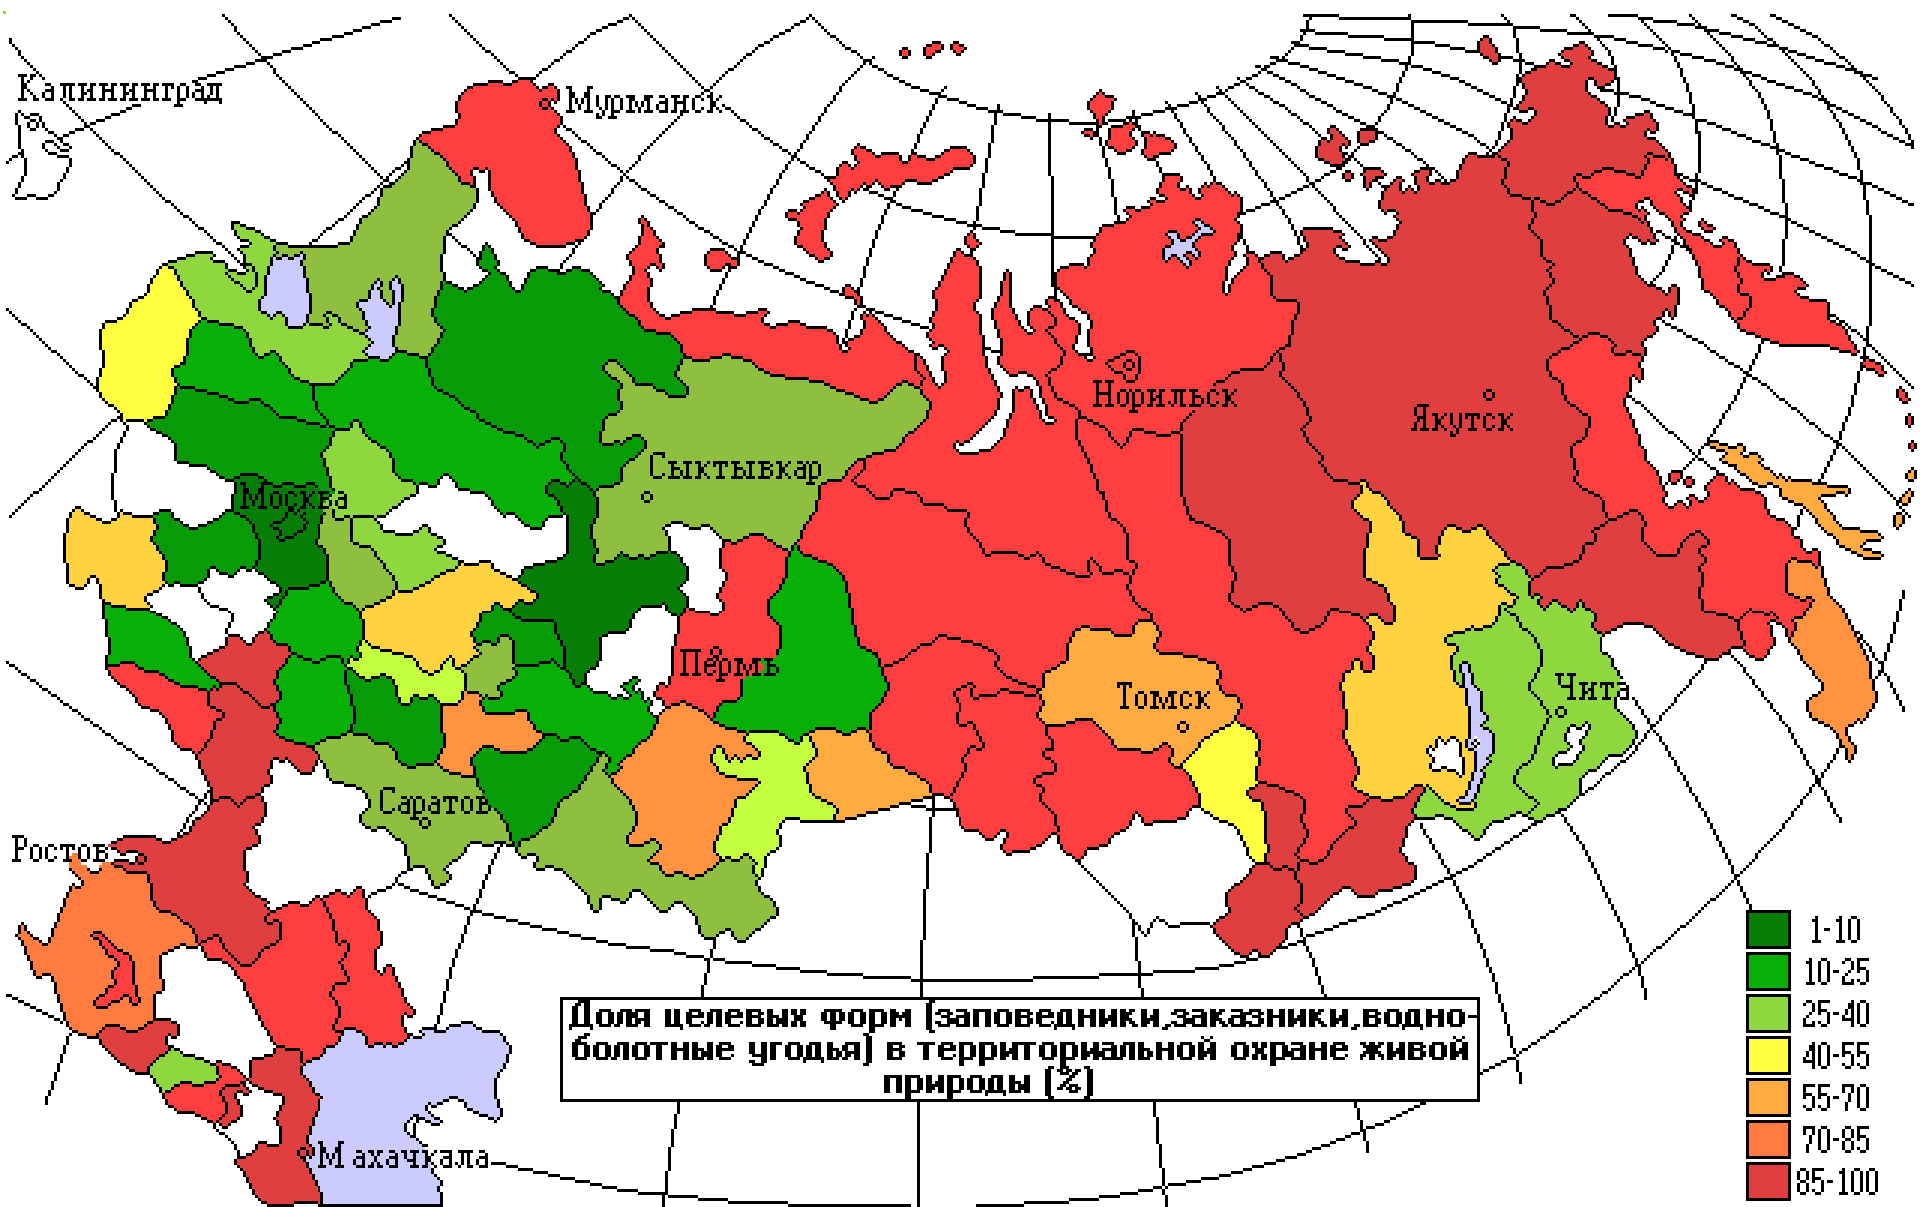 Калининград
Мурманск
Норильск
Якутск
Сыктывкар
Москва
Пермь
Томск
Чита
Саратов
Ростов
Махачкала
Доля целевых форм (заповедники,заказники,водно-
болотные угодья) в территориальной охране живой
природы (%)
1-10
10-25
25-40
40-55
55-70
70-85
85-100